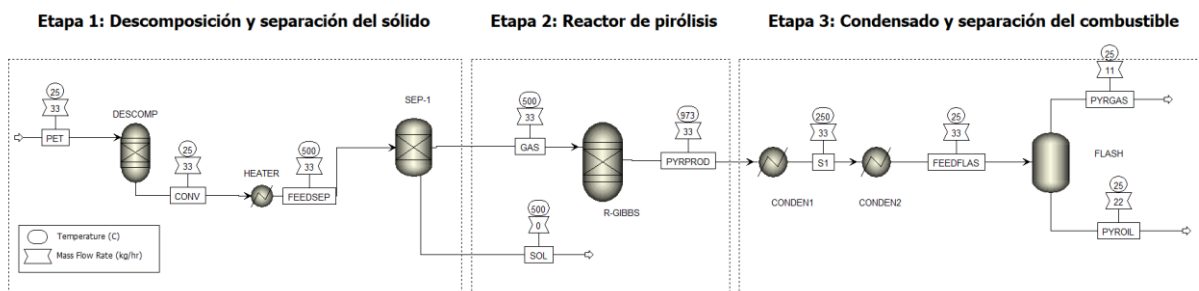 Etapa 1: Descomposición y separación del sólido
Etapa 2: Reactor de pirólisis
Etapa 3: Condensado y separación del combustible
25
33
PET
DESCOMP
25
33
CONV
HEATER
500
33
FEEDSEP
SEP-1
500
33
GAS
500
0
SOL
R-GIBBS
973
33
PYRPROD
CONDEN1
250
33
S1
CONDEN2
25
33
FEEDFLAS
FLASH
25
11
PYRGAS
25
22
PYROIL
Temperature (C)
Mass Flow Rate (kg/hr)